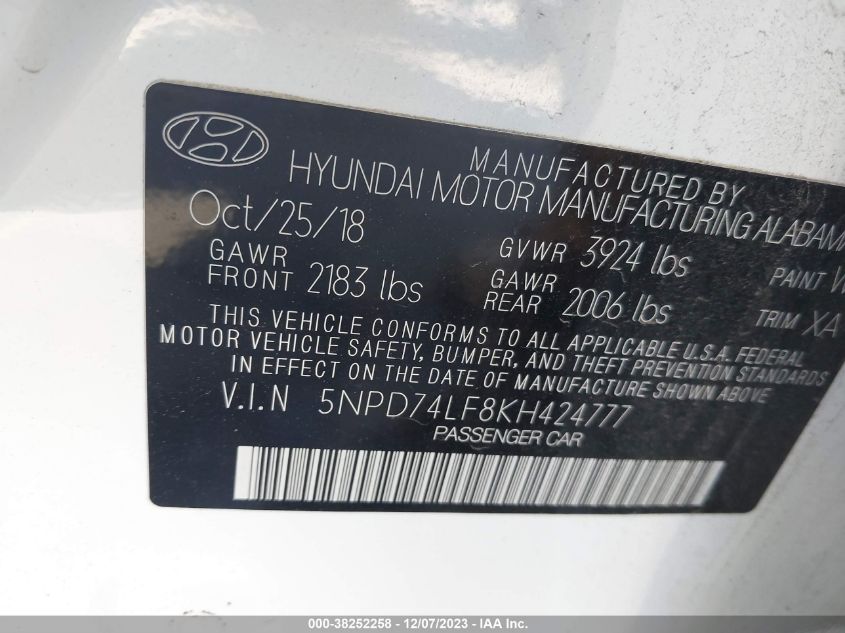 MANUFACTURED BY
HYUNDAI MOTOR MANUFACTURING ALABAMA
Oct/25/18
GAWR FRONT 2183 lbs
GVWR 3924 lbs
GAWR REAR 2006 lbs
PAINT
TRIM XA
THIS VEHICLE CONFORMS TO ALL APPLICABLE U.S.A. FEDERAL
MOTOR VEHICLE SAFETY, BUMPER, AND THEFT PREVENTION STANDARDS
IN EFFECT ON THE DATE OF MANUFACTURE SHOWN ABOVE
V.I.N 5NPD74LF8KH424777
PASSENGER CAR
000-38252258 - 12/07/2023 - IAA Inc.